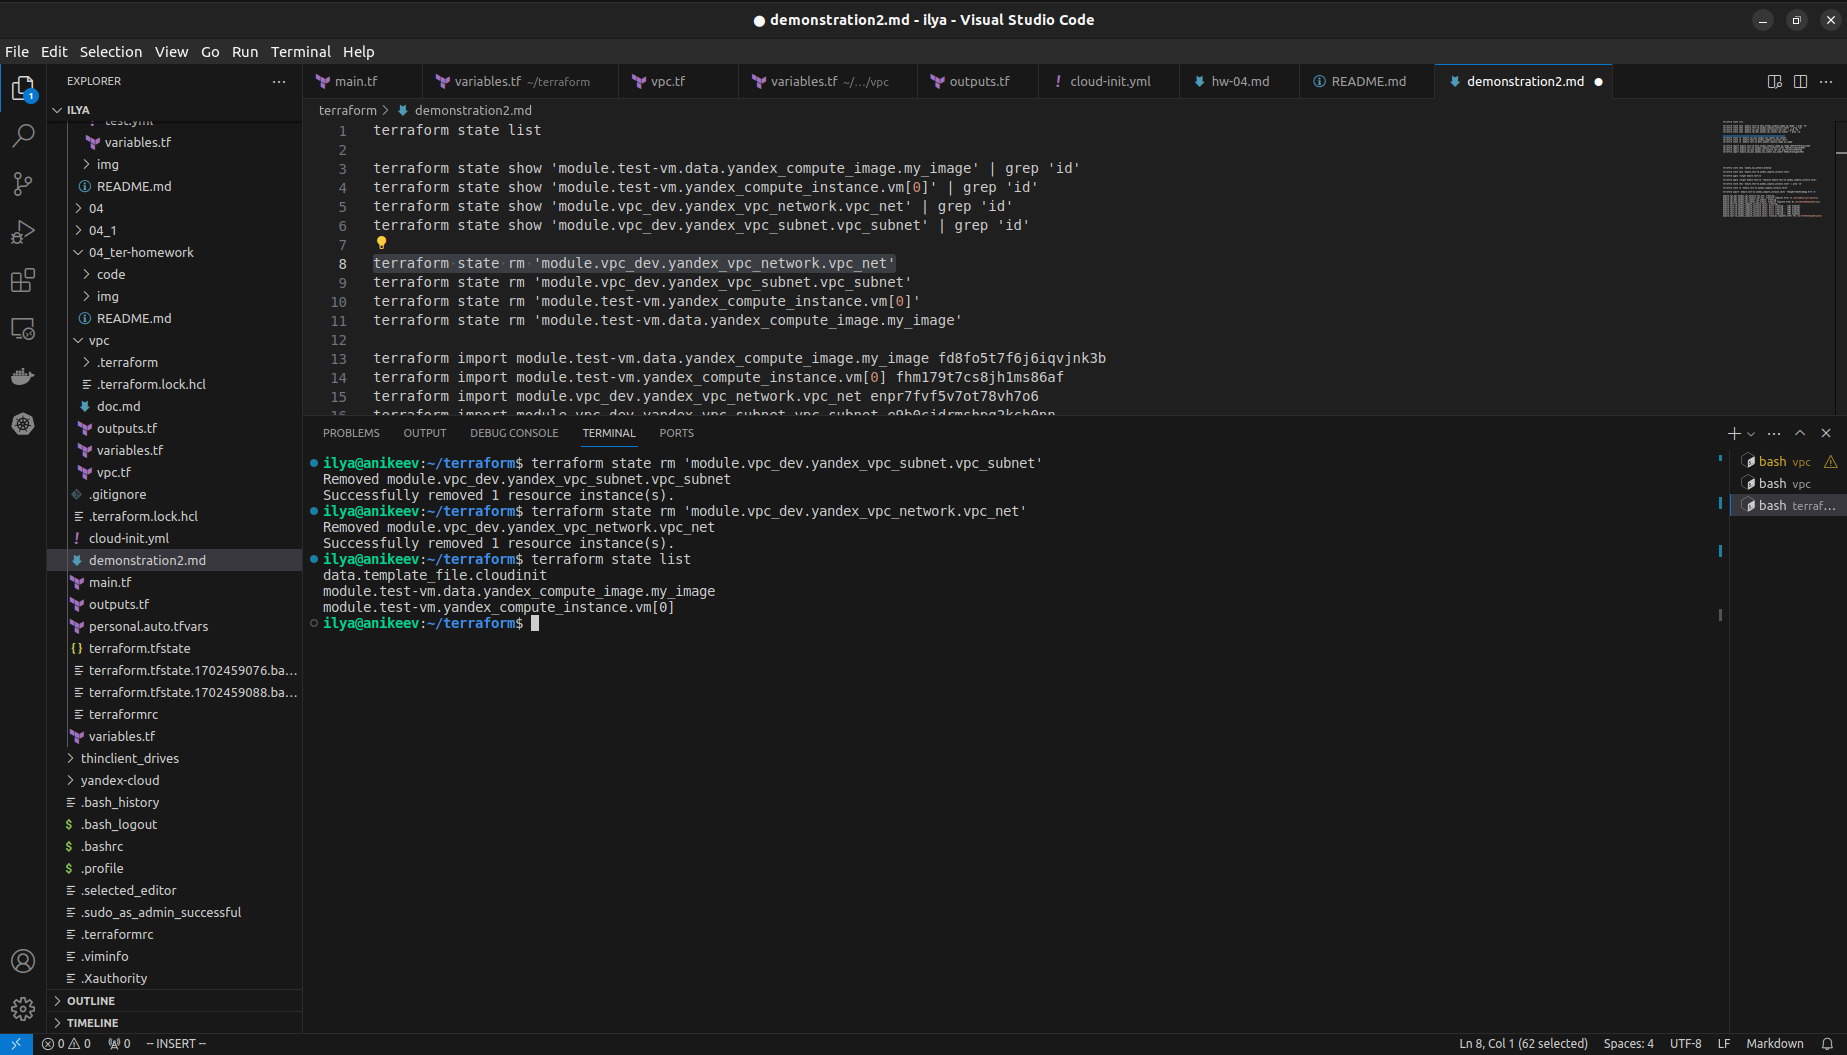 demonstration2.md - ilya - Visual Studio Code
File Edit Selection View Go Run Terminal Help
EXPLORER
main.tf
variables.tf ~/terraform
vpc.tf
variables.tf ~/.../vpc
outputs.tf
cloud-init.yml
hw-04.md
README.md
demonstration2.md
ILYA
test.yml
variables.tf
img
README.md
04
04_1
04_ter-homework
code
img
README.md
vpc
.terraform
.terraform.lock.hcl
doc.md
outputs.tf
variables.tf
vpc.tf
.gitignore
.terraform.lock.hcl
cloud-init.yml
demonstration2.md
main.tf
outputs.tf
personal.auto.tfvars
terraform.tfstate
terraform.tfstate.1702459076.ba...
terraform.tfstate.1702459088.ba...
terraformrc
variables.tf
thinclient_drives
yandex-cloud
.bash_history
.bash_logout
.bashrc
.profile
.selected_editor
.sudo_as_admin_successful
.terraformrc
.viminfo
.Xauthority
OUTLINE
TIMELINE
terraform > demonstration2.md
1 terraform state list
2
3 terraform state show 'module.test-vm.data.yandex_compute_image.my_image' | grep 'id'
4 terraform state show 'module.test-vm.yandex_compute_instance.vm[0]' | grep 'id'
5 terraform state show 'module.vpc_dev.yandex_vpc_network.vpc_net' | grep 'id'
6 terraform state show 'module.vpc_dev.yandex_vpc_subnet.vpc_subnet' | grep 'id'
7
8 terraform state rm 'module.vpc_dev.yandex_vpc_network.vpc_net'
9 terraform state rm 'module.vpc_dev.yandex_vpc_subnet.vpc_subnet'
10 terraform state rm 'module.test-vm.yandex_compute_instance.vm[0]'
11 terraform state rm 'module.test-vm.data.yandex_compute_image.my_image'
12
13 terraform import module.test-vm.data.yandex_compute_image.my_image fd8fo5t7f6j6iqvjnk3b
14 terraform import module.test-vm.yandex_compute_instance.vm[0] fhm179t7cs8jh1ms86af
15 terraform import module.vpc_dev.yandex_vpc_network.vpc_net enpr7fvf5v7ot78vh7o6
16 terraform import module.vpc_dev.yandex_vpc_subnet.vpc_subnet
PROBLEMS OUTPUT DEBUG CONSOLE TERMINAL PORTS
ilya@anikeev:~/terraform$ terraform state rm 'module.vpc_dev.yandex_vpc_subnet.vpc_subnet'
Removed module.vpc_dev.yandex_vpc_subnet.vpc_subnet
Successfully removed 1 resource instance(s).
ilya@anikeev:~/terraform$ terraform state rm 'module.vpc_dev.yandex_vpc_network.vpc_net'
Removed module.vpc_dev.yandex_vpc_network.vpc_net
Successfully removed 1 resource instance(s).
ilya@anikeev:~/terraform$ terraform state list
data.template_file.cloudinit
module.test-vm.data.yandex_compute_image.my_image
module.test-vm.yandex_compute_instance.vm[0]
ilya@anikeev:~/terraform$
bash vpc
bash vpc
bash terraf...
1
0 0 0 -- INSERT --
Ln 8, Col 1 (62 selected) Spaces: 4 UTF-8 LF Markdown